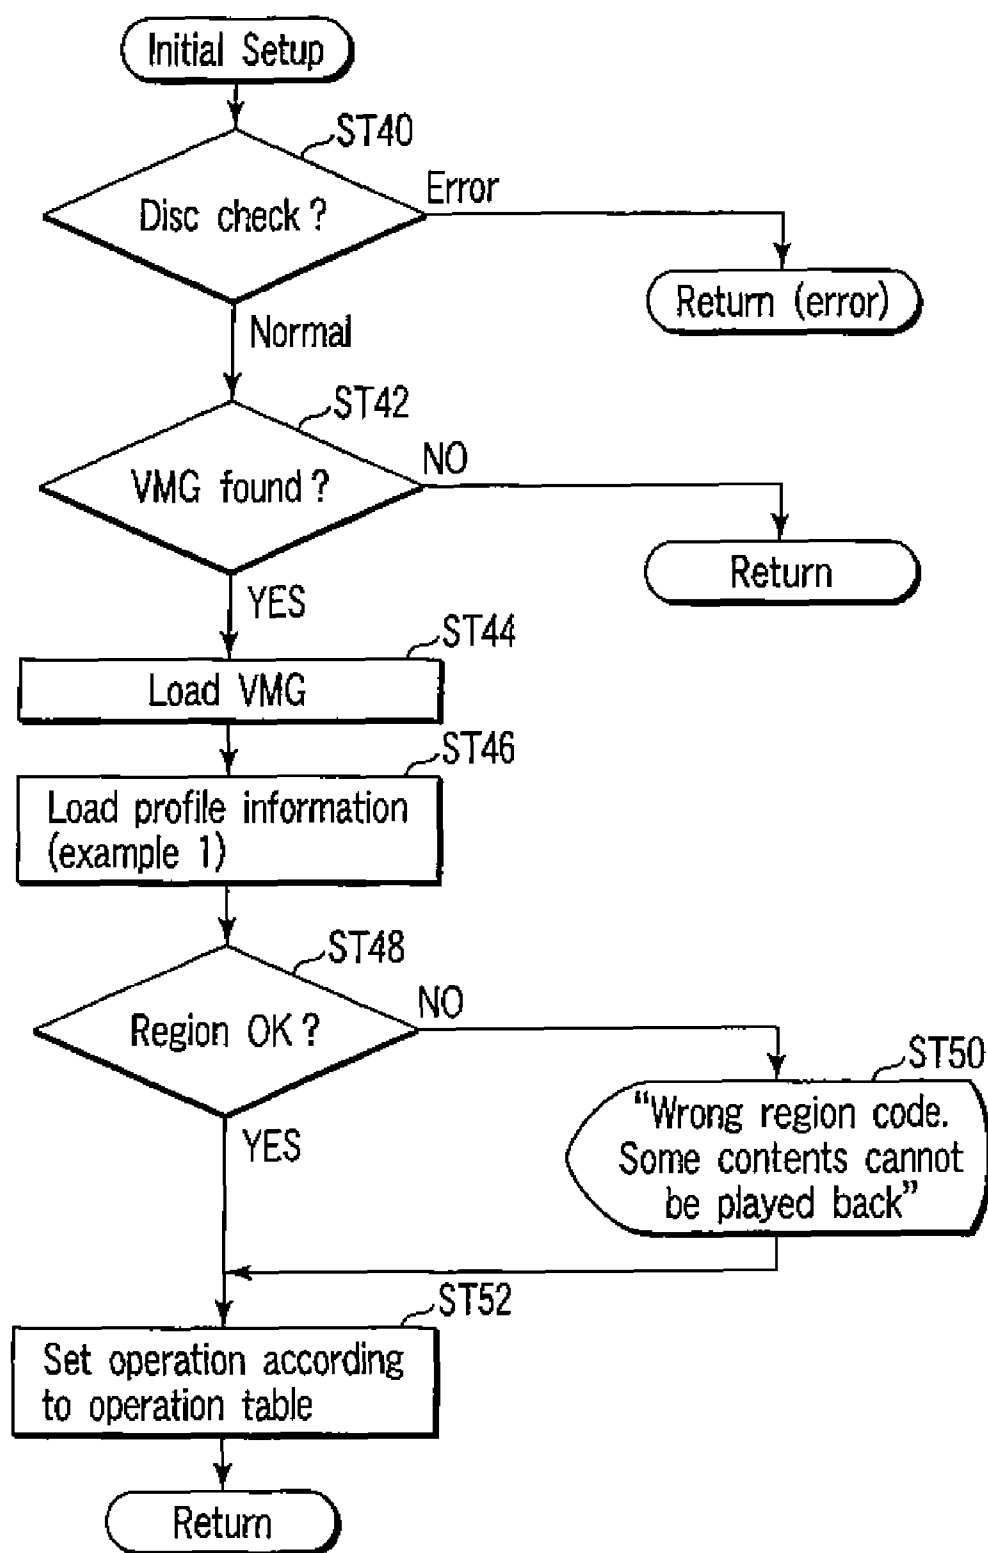 Initial Setup
ST40
Disc check?
Error
Return (error)
Normal
ST42
VMG found?
NO
Return
YES
ST44
Load VMG
ST46
Load profile information
(example 1)
ST48
Region OK?
NO
ST50
“Wrong region code.
Some contents cannot
be played back”
YES
ST52
Set operation according
to operation table
Return